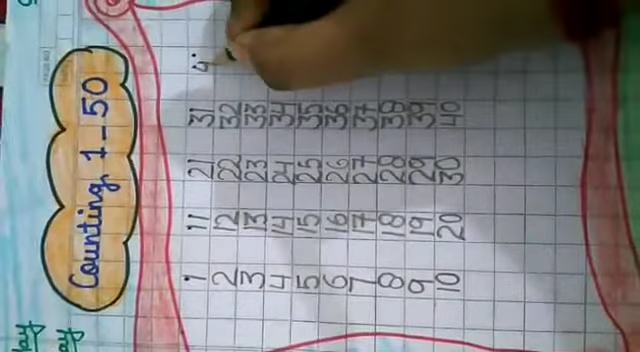 Counting 1-50
1 11 21 31 4
2 12 22 32
3 13 23 33
4 14 24 34
5 15 25 35
6 16 26 36
7 17 27 37
8 18 28 38
9 19 29 39
10 20 30 40